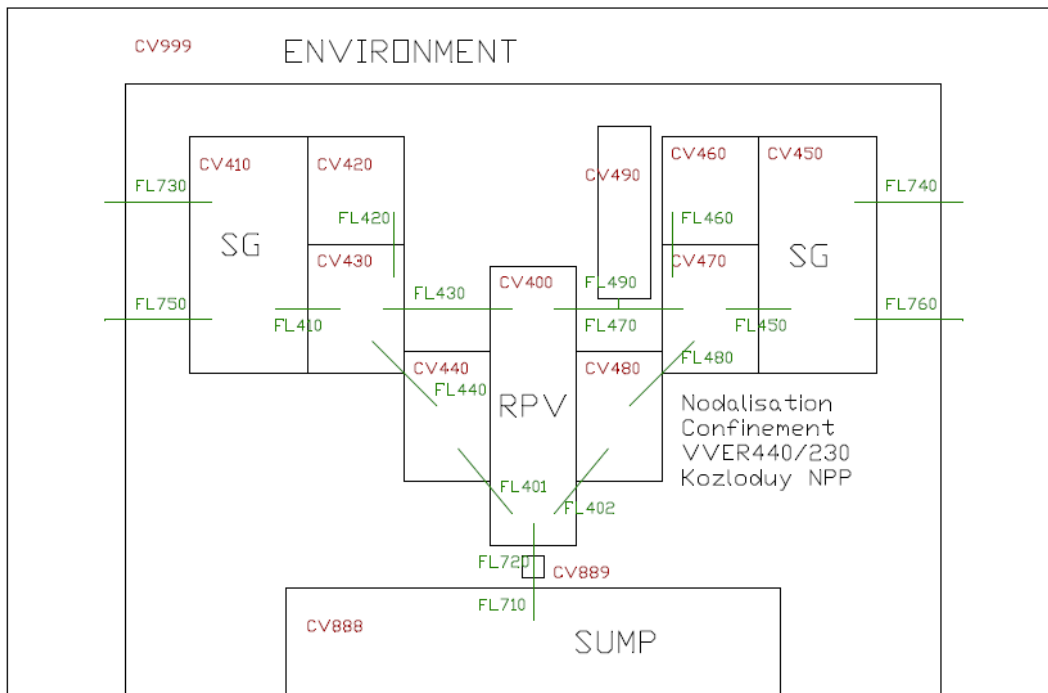 CV999
ENVIRONMENT
CV410
CV420
CV490
CV460
CV450
FL730
FL740
FL420
FL460
SG
SG
CV430
CV400
CV470
FL750
FL430
FL490
FL760
FL410
FL470
FL450
CV440
CV480
FL480
FL440
RPV
Nodalisation
Confinement
VVER440/230
Kozloduy NPP
FL401
FL402
FL720
CV889
FL710
CV888
SUMP